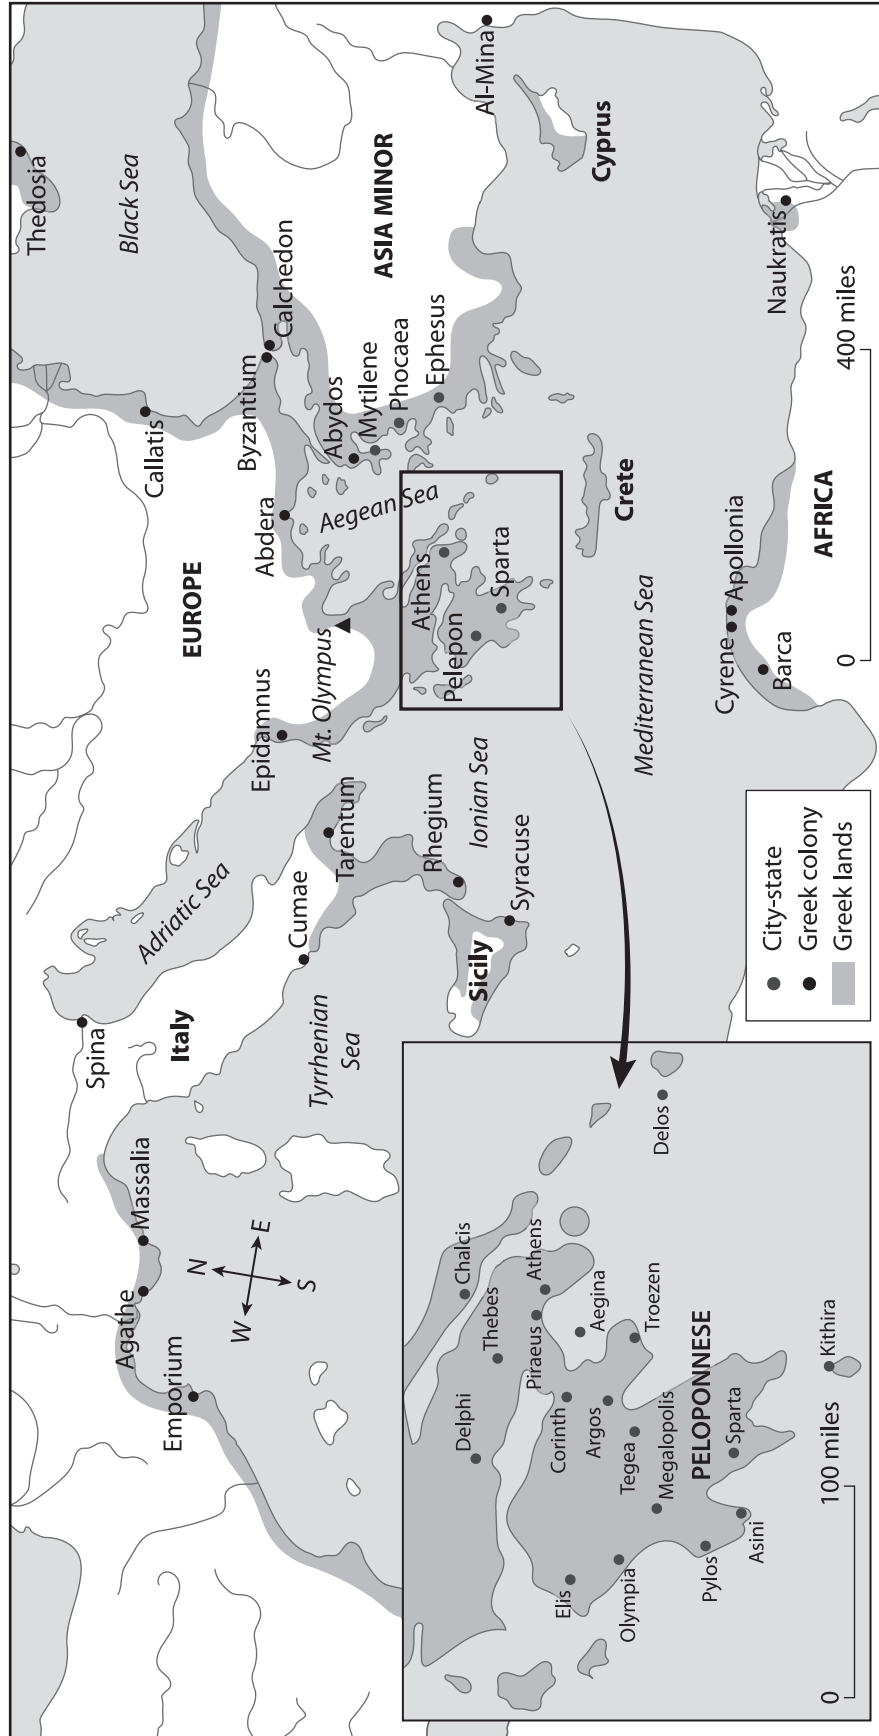 Thedosia
Black Sea
Callatis
EUROPE
Byzantium
Calchedon
Abdera
Epidamnus
Mt. Olympus
Aegean Sea
Abydos
Mytilene
Phocaea
Ephesus
ASIA MINOR
Al-Mina
Cyprus
Athens
Pelepon
Sparta
Crete
Spina
Adriatic Sea
Italy
Cumae
Tarentum
Rhegium
Ionian Sea
Syracuse
Sicily
Tyrrhenian
Sea
Massalia
Agathe
Emporium
N
E
S
W
Mediterranean Sea
Cyrene
Apollonia
Barca
AFRICA
Naukratis
0
400 miles
City-state
Greek colony
Greek lands
Chalcis
Thebes
Delphi
Athens
Piraeus
Aegina
Corinth
Argos
Troezen
Tegea
Megalopolis
PELOPONNESE
Elis
Olympia
Sparta
Pylos
Asini
Kithira
Delos
0
100 miles